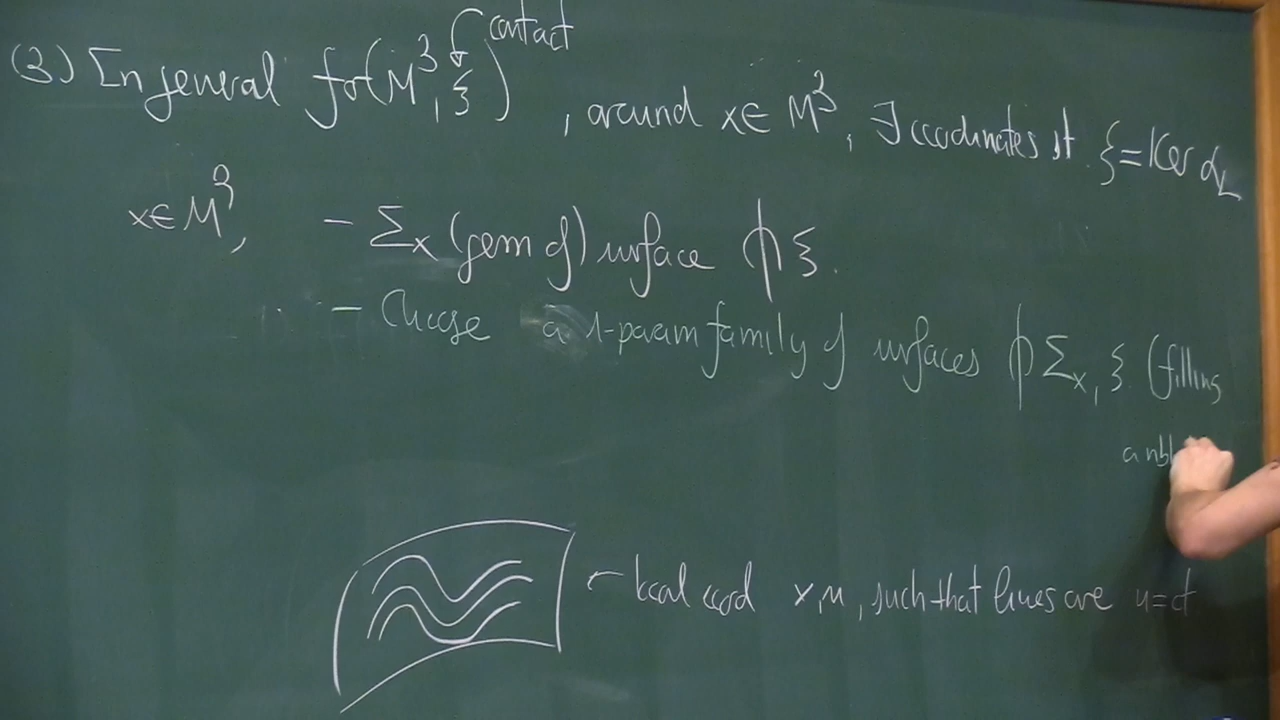 contact
(3) In general for (M³, ξ), around x∈ M³, ∃ coordinates st. ξ = Ker α_L
x∈M³, - Σ_x (germ of) surface ⋔ ξ.
- Choose a 1-param family of surfaces ⋔ Σ_x, ξ (filling
a nb
local coord x, u, such that lines are u=ct